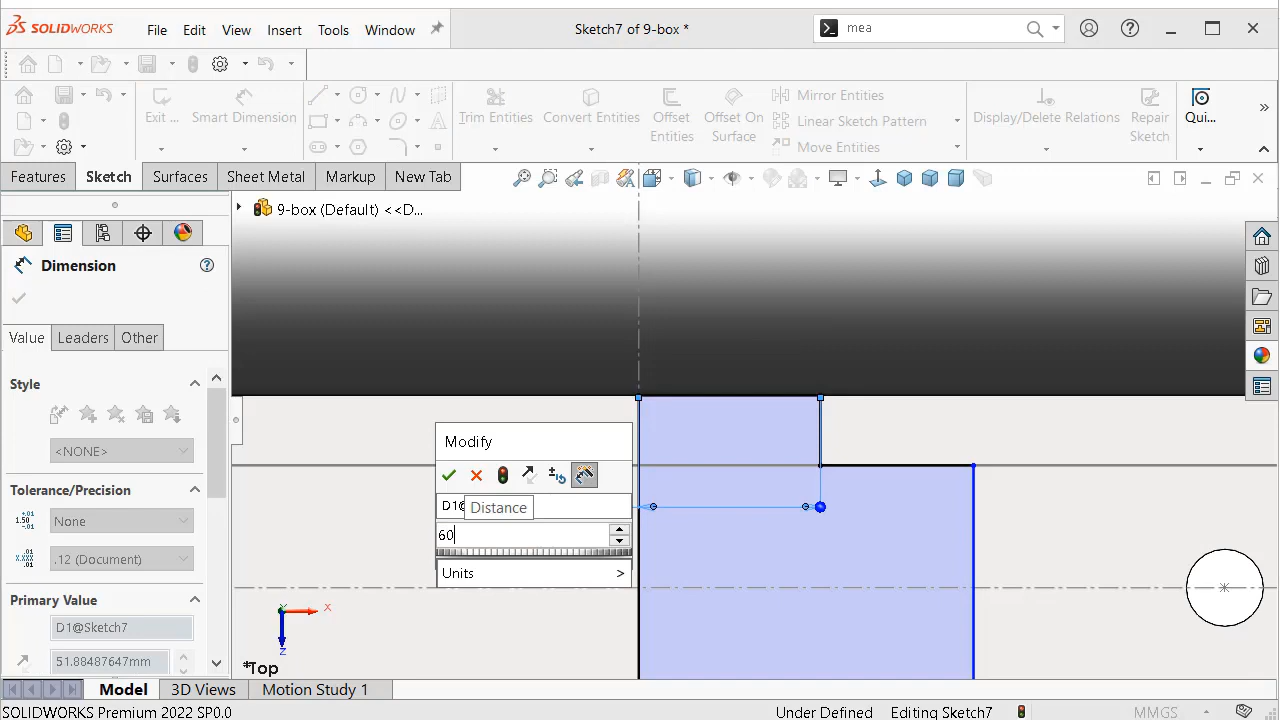 SOLIDWORKS
File
Edit
View
Insert
Tools
Window
Sketch7 of 9-box *
mea
Exit ...
Smart Dimension
Trim Entities
Convert Entities
Offset Entities
Offset On Surface
Mirror Entities
Linear Sketch Pattern
Move Entities
Display/Delete Relations
Repair Sketch
Qui...
Features
Sketch
Surfaces
Sheet Metal
Markup
New Tab
9-box (Default) <<D...
Dimension
Value
Leaders
Other
Style
<NONE>
Tolerance/Precision
None
.12 (Document)
Primary Value
D1@Sketch7
51.88487647mm
Modify
D1@
Distance
60
Units
X
Z
*Top
Model
3D Views
Motion Study 1
SOLIDWORKS Premium 2022 SP0.0
Under Defined
Editing Sketch7
MMGS